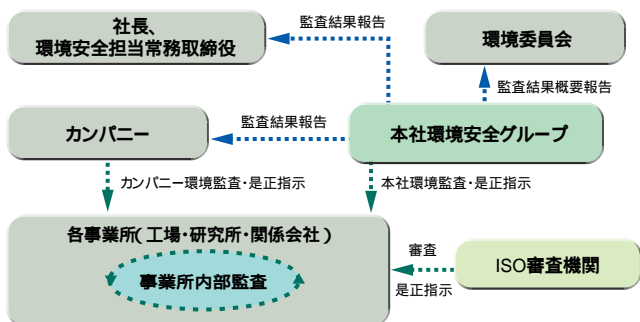 社長、
環境安全担当常務取締役
監査結果報告
環境委員会
監査結果概要報告
カンパニー
監査結果報告
本社環境安全グループ
カンパニー環境監査・是正指示
本社環境監査・是正指示
各事業所（工場・研究所・関係会社）
事業所内部監査
審査
是正指示
ISO審査機関